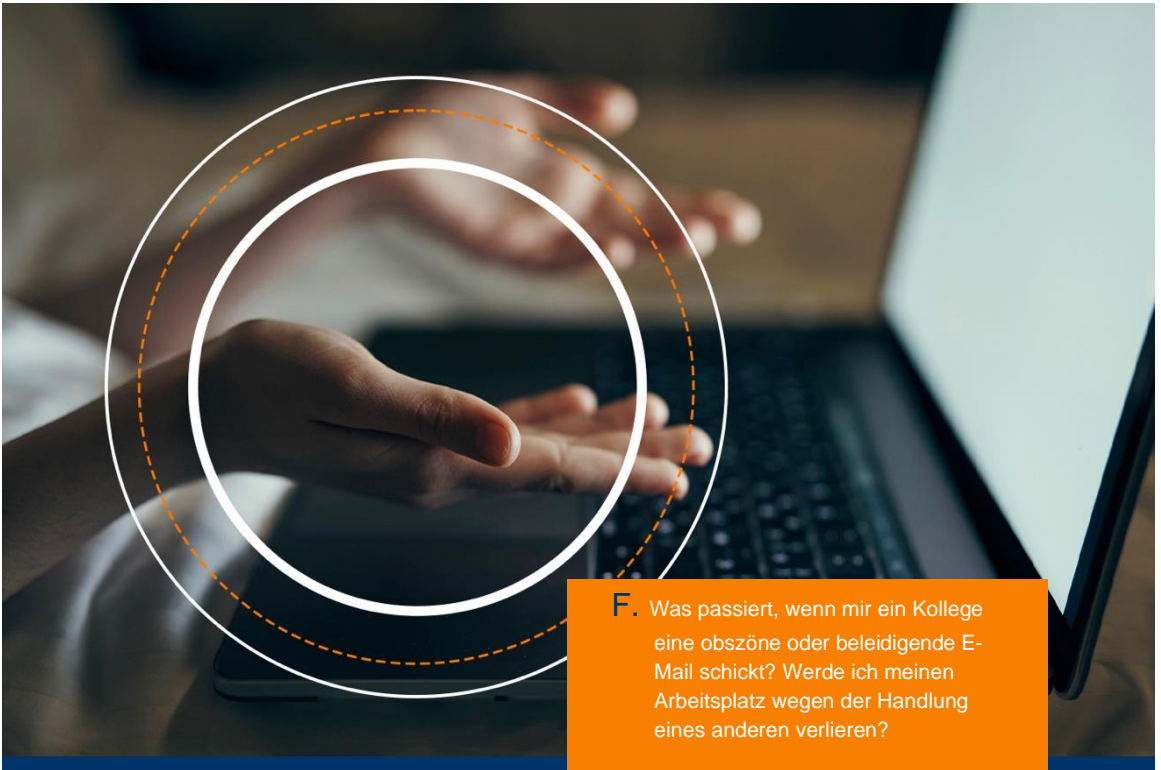 F. Was passiert, wenn mir ein Kollege
eine obszöne oder beleidigende E-
Mail schickt? Werde ich meinen
Arbeitsplatz wegen der Handlung
eines anderen verlieren?